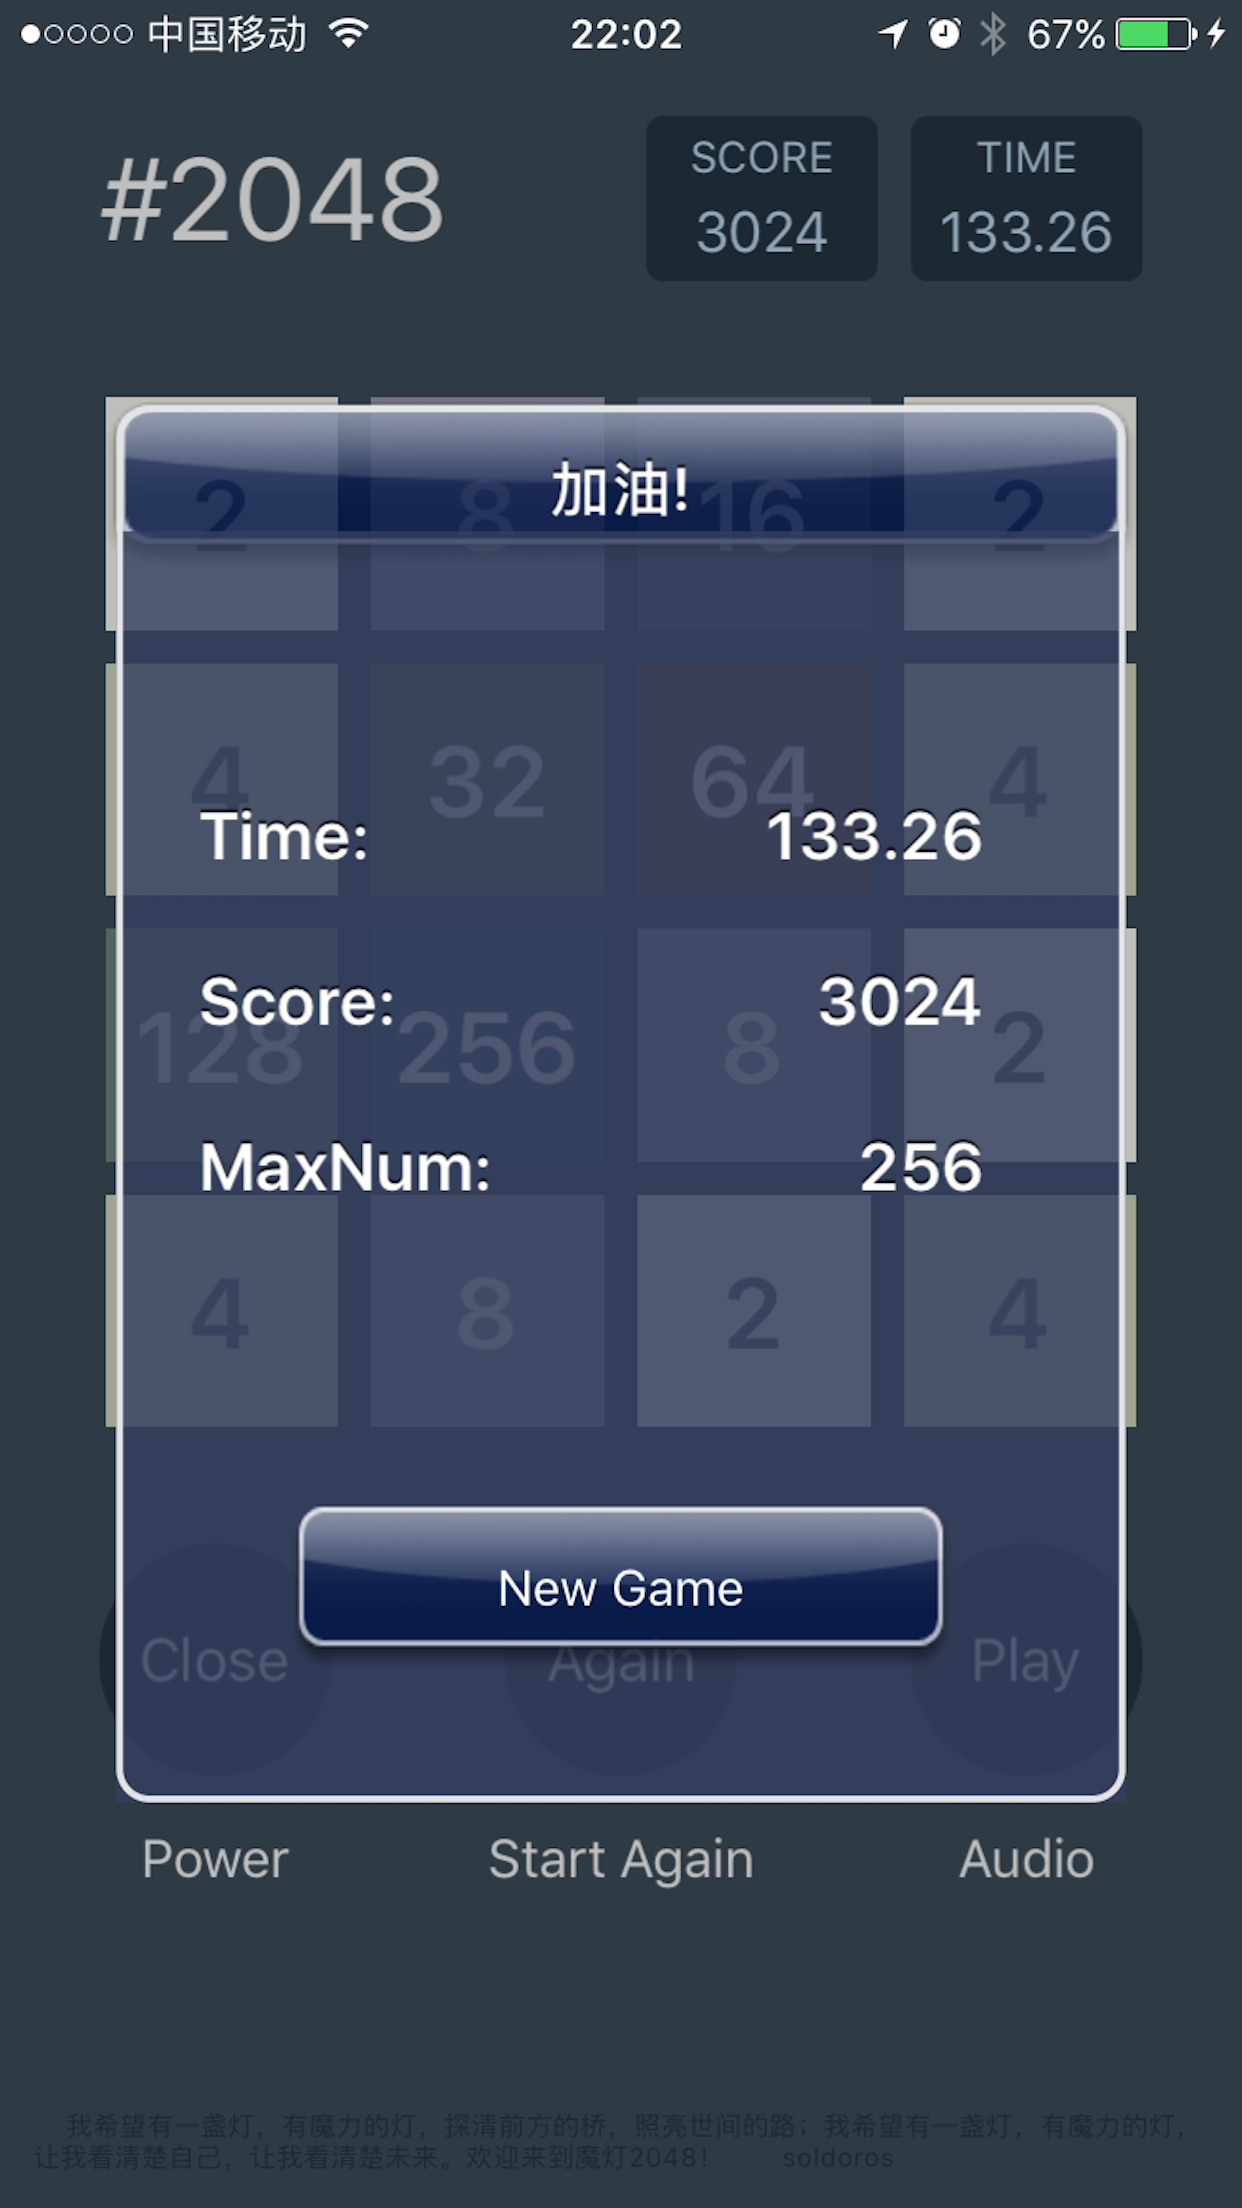 中国移动 22:02 67%
#2048
SCORE TIME
3024 133.26
加油!
2 8 16 2
4 32 64 4
Time: 133.26
Score: 3024
128 256 8 2
MaxNum: 256
4 8 2 4
New Game
Close Again Play
Power Start Again Audio
我希望有一盏灯，有魔力的灯，探清前方的桥，照亮世间的路；我希望有一盏灯，有魔力的灯，
让我看清楚自己，让我看清楚未来。欢迎来到魔灯2048！ soldoros